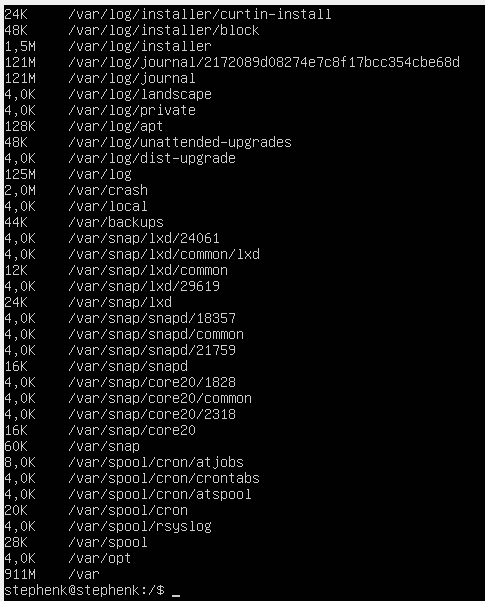 24K /var/log/installer/curtin-install
48K /var/log/installer/block
1,5M /var/log/installer
121M /var/log/journal/2172089d08274e7c8f17bcc354cbe68d
121M /var/log/journal
4,0K /var/log/landscape
4,0K /var/log/private
128K /var/log/apt
48K /var/log/unattended-upgrades
4,0K /var/log/dist-upgrade
125M /var/log
2,0M /var/crash
4,0K /var/local
44K /var/backups
4,0K /var/snap/lxd/24061
4,0K /var/snap/lxd/common/lxd
12K /var/snap/lxd/common
4,0K /var/snap/lxd/29619
24K /var/snap/lxd
4,0K /var/snap/snapd/18357
4,0K /var/snap/snapd/common
4,0K /var/snap/snapd/21759
16K /var/snap/snapd
4,0K /var/snap/core20/1828
4,0K /var/snap/core20/common
4,0K /var/snap/core20/2318
16K /var/snap/core20
60K /var/snap
8,0K /var/spool/cron/atjobs
4,0K /var/spool/cron/crontabs
4,0K /var/spool/cron/atspool
20K /var/spool/cron
4,0K /var/spool/rsyslog
28K /var/spool
4,0K /var/opt
911M /var
stephenk@stephenk:/$ _